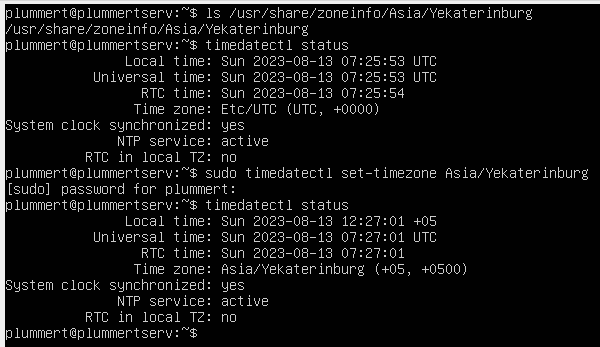 plummert@plummertserv:~$ ls /usr/share/zoneinfo/Asia/Yekaterinburg
/usr/share/zoneinfo/Asia/Yekaterinburg
plummert@plummertserv:~$ timedatectl status
Local time: Sun 2023-08-13 07:25:53 UTC
Universal time: Sun 2023-08-13 07:25:53 UTC
RTC time: Sun 2023-08-13 07:25:54
Time zone: Etc/UTC (UTC, +0000)
System clock synchronized: yes
NTP service: active
RTC in local TZ: no
plummert@plummertserv:~$ sudo timedatectl set-timezone Asia/Yekaterinburg
[sudo] password for plummert:
plummert@plummertserv:~$ timedatectl status
Local time: Sun 2023-08-13 12:27:01 +05
Universal time: Sun 2023-08-13 07:27:01 UTC
RTC time: Sun 2023-08-13 07:27:01
Time zone: Asia/Yekaterinburg (+05, +0500)
System clock synchronized: yes
NTP service: active
RTC in local TZ: no
plummert@plummertserv:~$